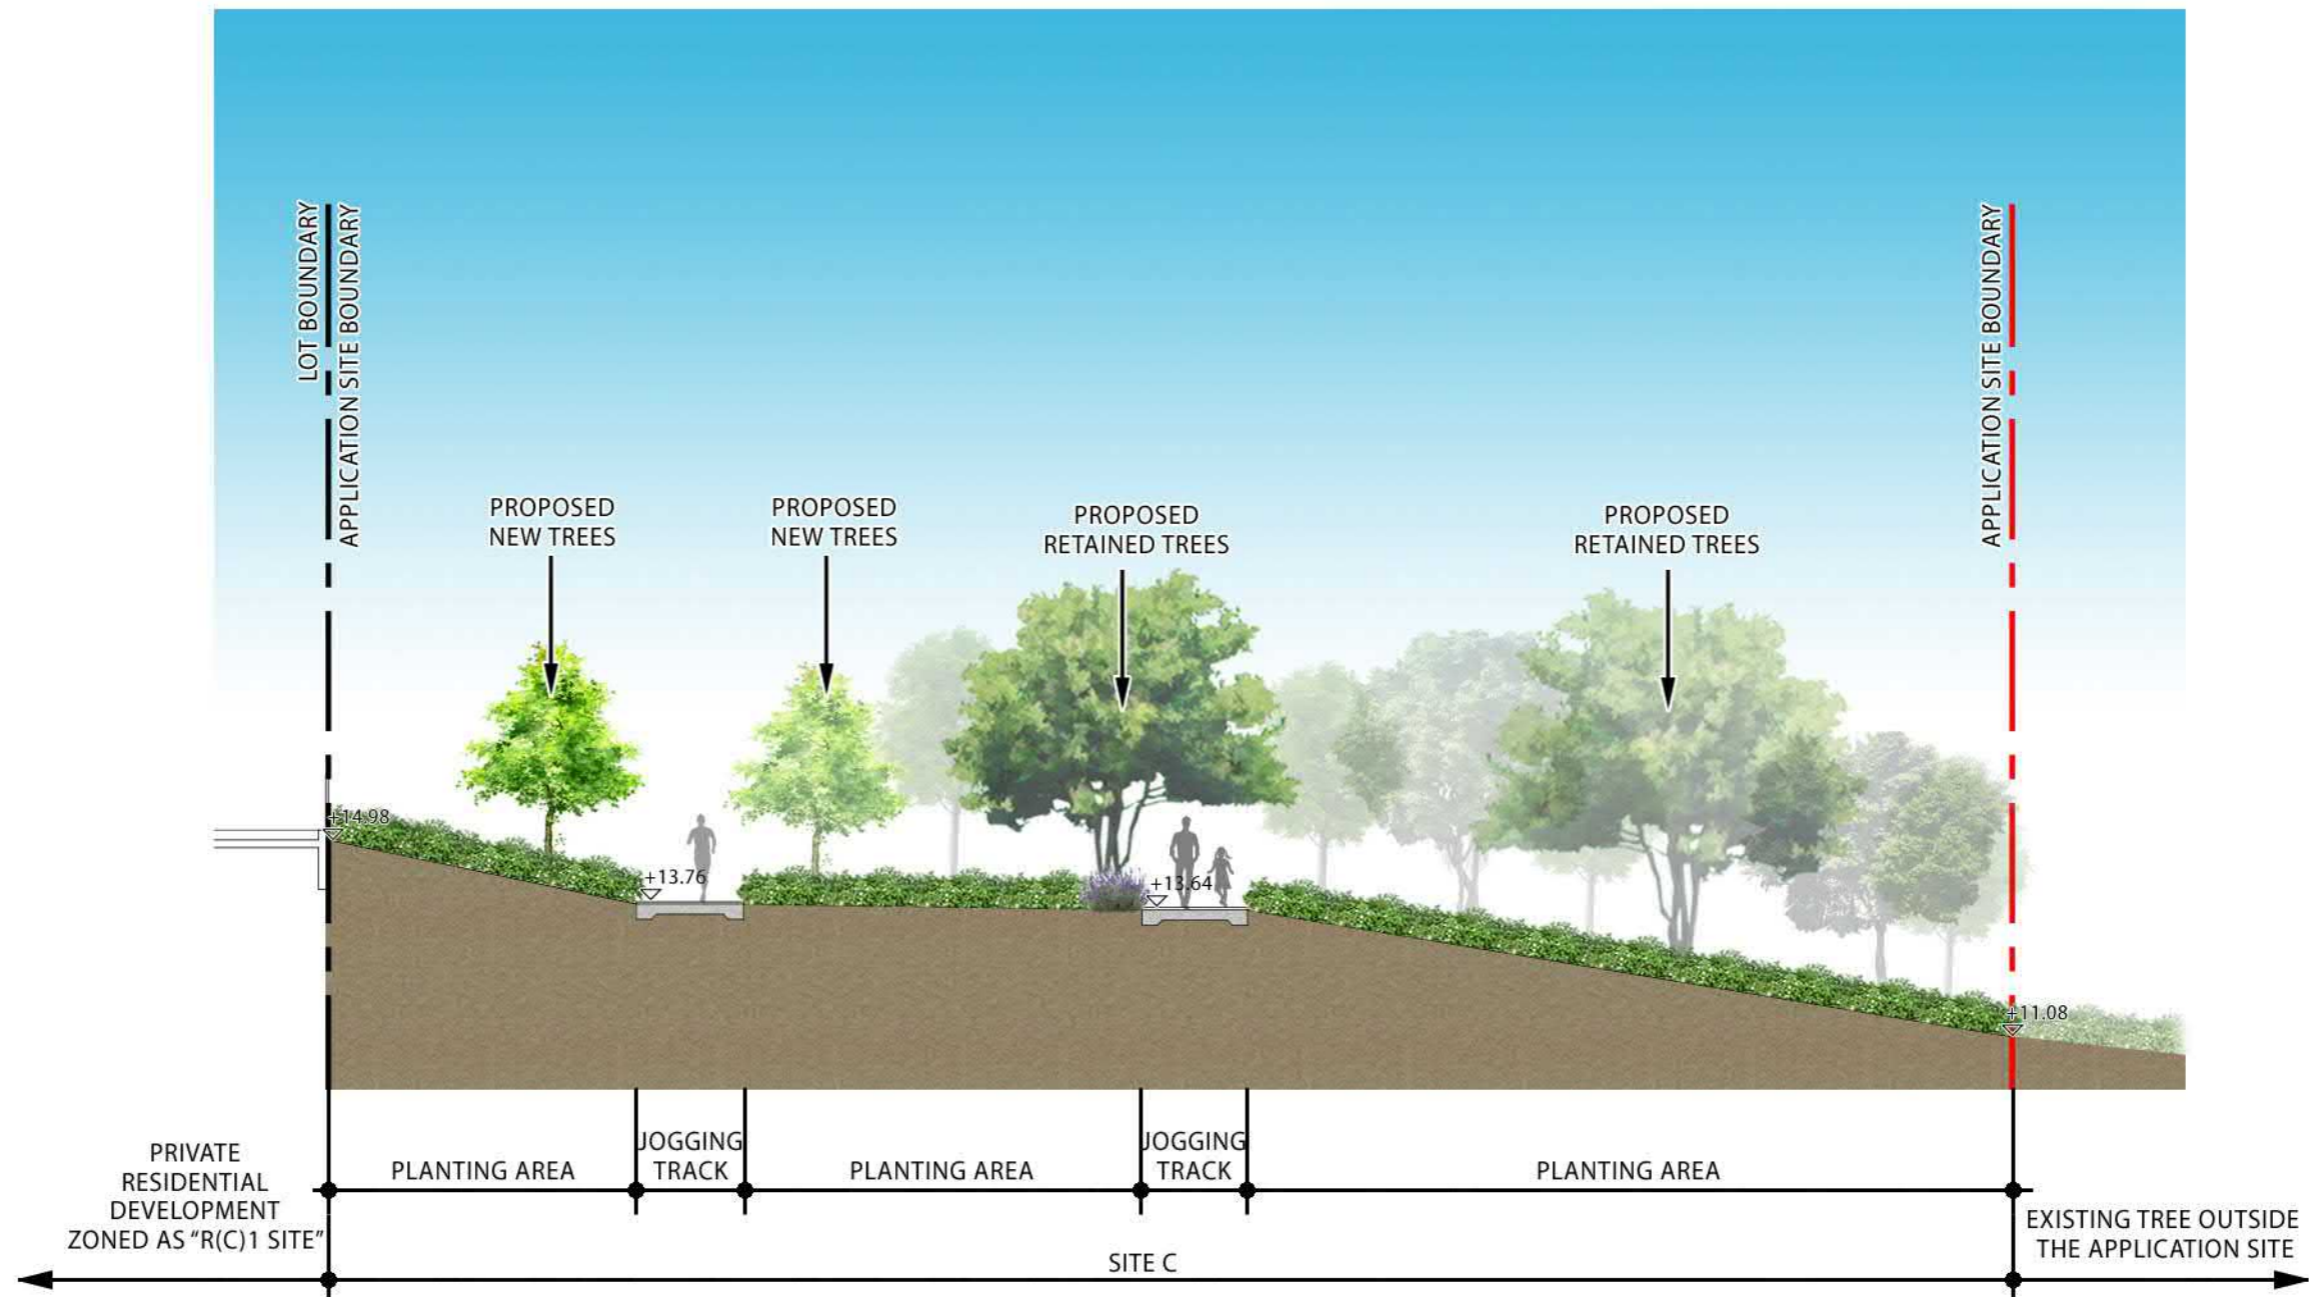 LOT BOUNDARY
APPLICATION SITE BOUNDARY
APPLICATION SITE BOUNDARY
PROPOSED
NEW TREES
PROPOSED
NEW TREES
PROPOSED
RETAINED TREES
PROPOSED
RETAINED TREES
+14.98
+13.76
+13.64
+11.08
PRIVATE
RESIDENTIAL
DEVELOPMENT
ZONED AS “R(C)1 SITE”
PLANTING AREA
JOGGING
TRACK
PLANTING AREA
JOGGING
TRACK
PLANTING AREA
EXISTING TREE OUTSIDE
THE APPLICATION SITE
SITE C